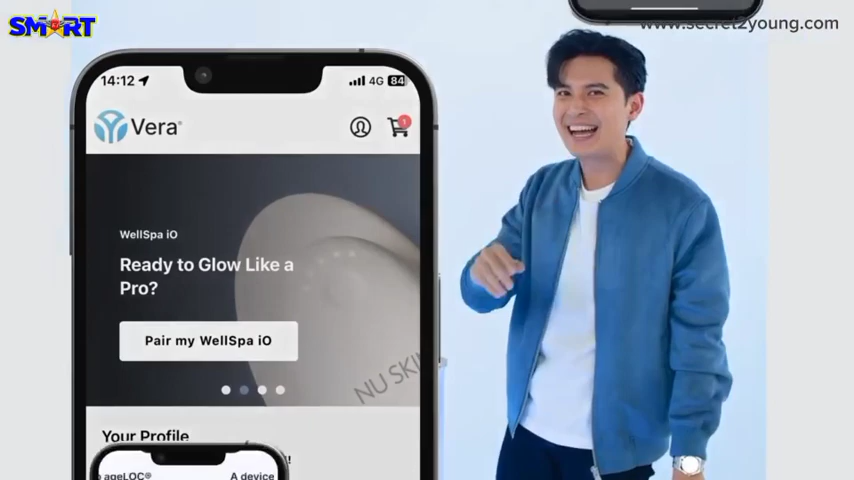 SMART
www.secret2young.com
14:12
4G 84
Vera
1
WellSpa iO
Ready to Glow Like a
Pro?
Pair my WellSpa iO
NU SKIN
Your Profile
ageLOC®
A device